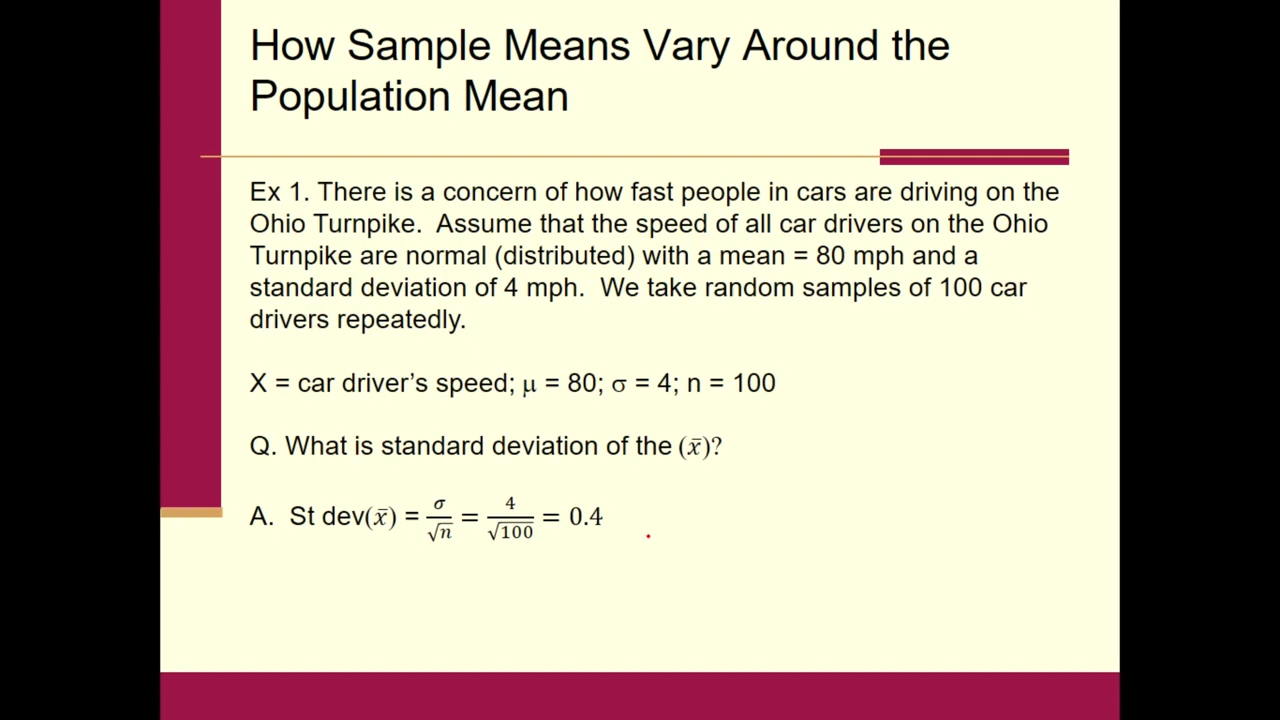 How Sample Means Vary Around the
Population Mean
Ex 1. There is a concern of how fast people in cars are driving on the
Ohio Turnpike.  Assume that the speed of all car drivers on the Ohio
Turnpike are normal (distributed) with a mean = 80 mph and a
standard deviation of 4 mph.  We take random samples of 100 car
drivers repeatedly.
X = car driver’s speed; μ = 80; σ = 4; n = 100
Q. What is standard deviation of the (x̄)?
A.  St dev(x̄) = σ/√n = 4/√100 = 0.4